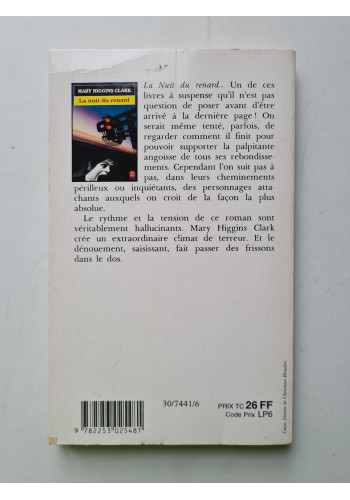 MARY HIGGINS CLARK
La nuit du renard
La Nuit du renard... Un de ces
livres à suspense qu'il n'est pas
question de poser avant d'être
arrivé à la dernière page ! On
serait même tenté, parfois, de
regarder comment il finit pour
pouvoir supporter la palpitante
angoisse de tous ses rebondisse-
ments. Cependant l'on suit pas à
pas, dans leurs cheminements
périlleux ou inquiétants, des personnages atta-
chants auxquels on croit de la façon la plus
absolue.
Le rythme et la tension de ce roman sont
véritablement hallucinants. Mary Higgins Clark
crée un extraordinaire climat de terreur. Et le
dénouement, saisissant, fait passer des frissons
dans le dos.
30/7441/6
PRIX TC 26 FF
Code Prix LP6
9 782253 025481